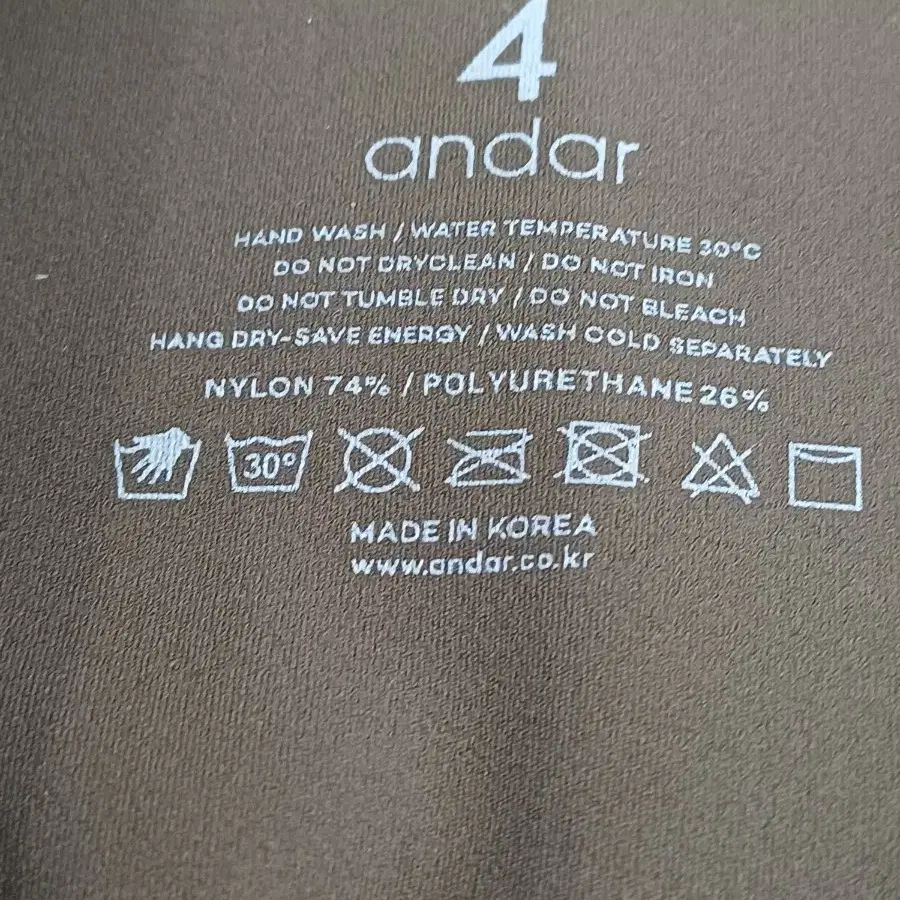 4
andar
HAND WASH / WATER TEMPERATURE 30°C
DO NOT DRYCLEAN / DO NOT IRON
DO NOT TUMBLE DRY / DO NOT BLEACH
HANG DRY-SAVE ENERGY / WASH COLD SEPARATELY
NYLON 74% / POLYURETHANE 26%
30°
MADE IN KOREA
www.andar.co.kr